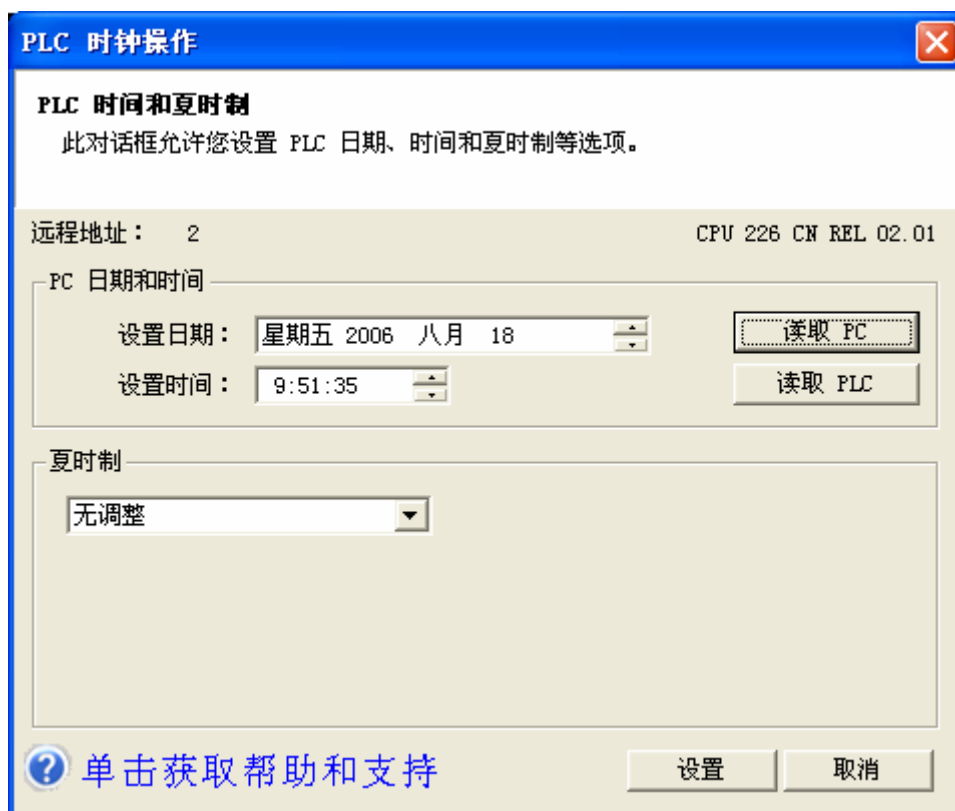 PLC 时钟操作
PLC 时间和夏时制
此对话框允许您设置 PLC 日期、时间和夏时制等选项。
远程地址： 2 CPU 226 CN REL 02.01
PC 日期和时间
设置日期： 星期五 2006 八月 18 读取 PC
设置时间： 9:51:35 读取 PLC
夏时制
无调整
单击获取帮助和支持 设置 取消